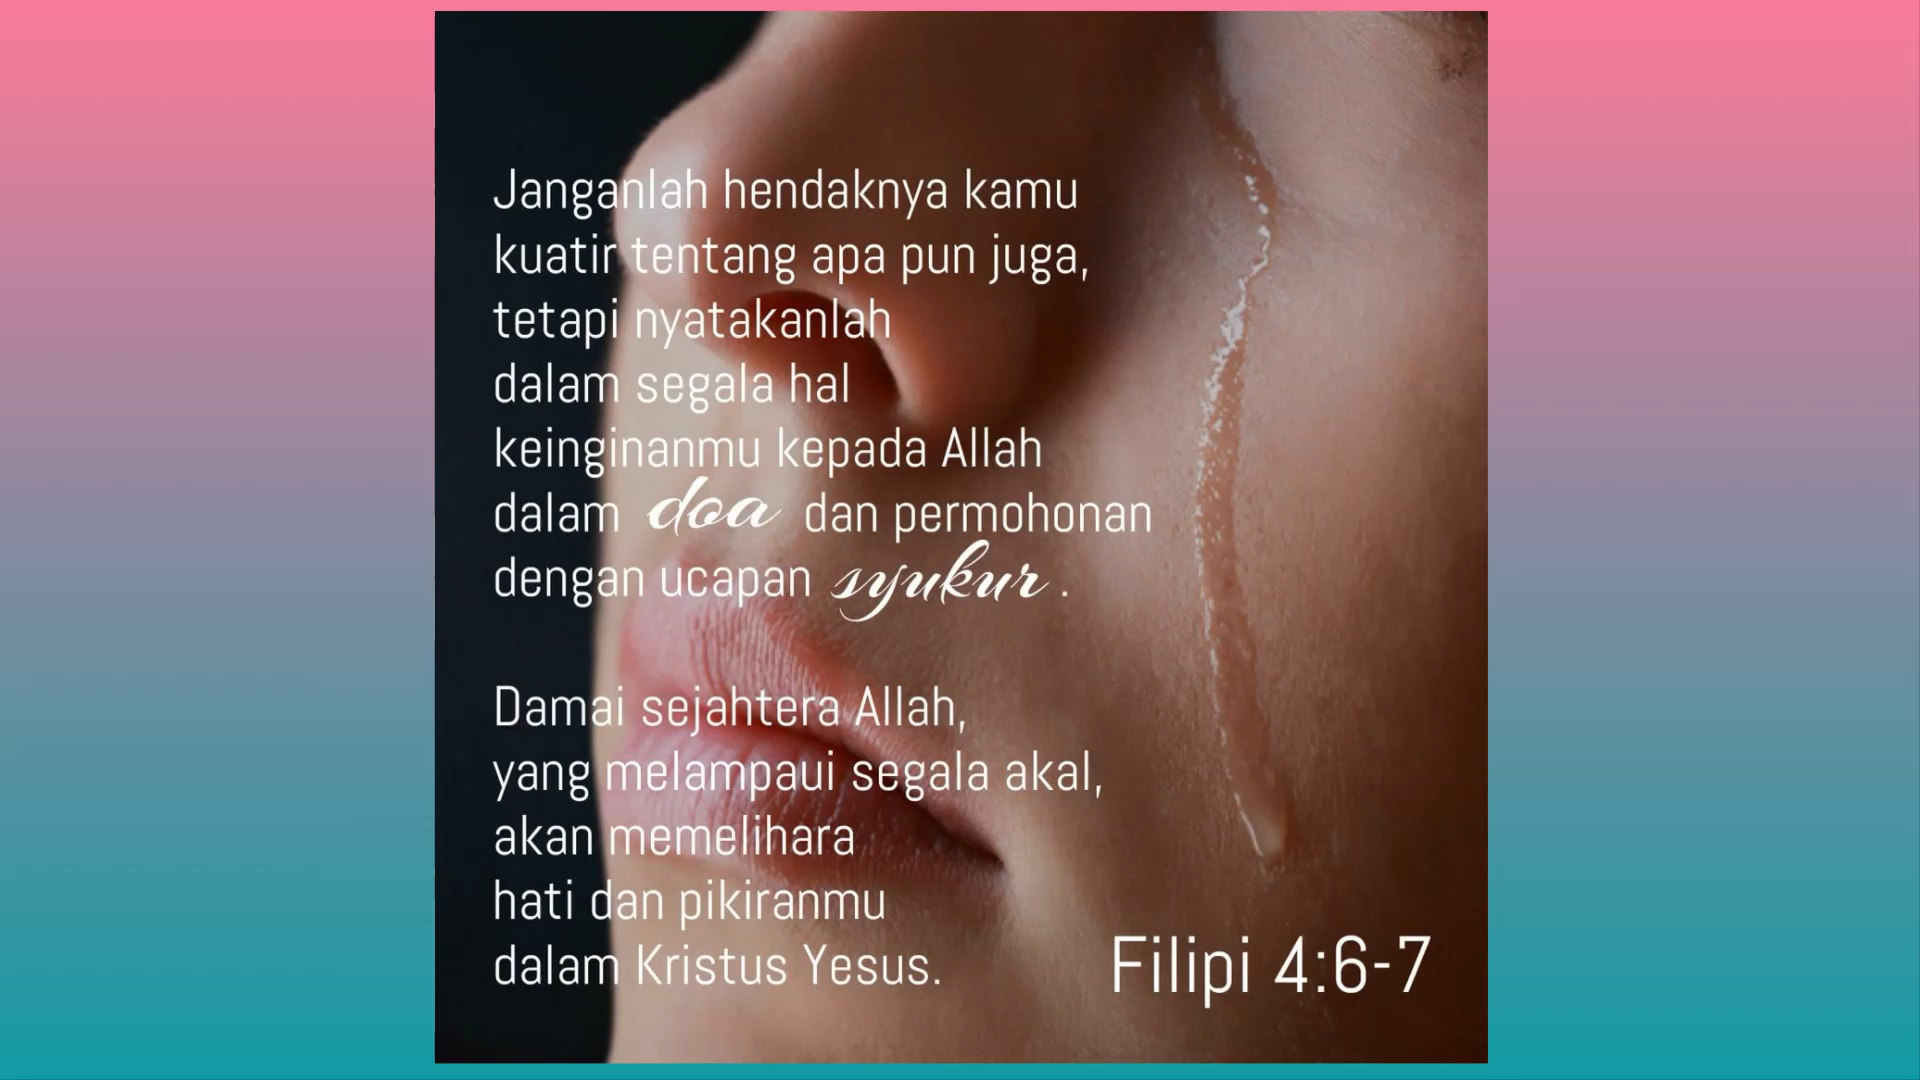 Janganlah hendaknya kamu
kuatir tentang apa pun juga,
tetapi nyatakanlah
dalam segala hal
keinginanmu kepada Allah
dalam doa dan permohonan
dengan ucapan syukur .
Damai sejahtera Allah,
yang melampaui segala akal,
akan memelihara
hati dan pikiranmu
dalam Kristus Yesus.
Filipi 4:6-7